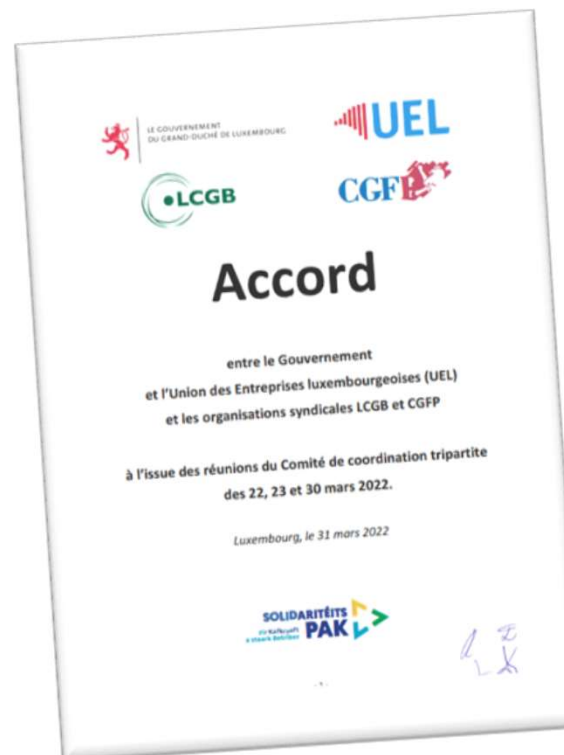 LE GOUVERNEMENT
DU GRAND-DUCHÉ DE LUXEMBOURG
UEL
LCGB
CGFP
Accord
entre le Gouvernement
et l'Union des Entreprises luxembourgeoises (UEL)
et les organisations syndicales LCGB et CGFP
à l'issue des réunions du Comité de coordination tripartite
des 22, 23 et 30 mars 2022.
Luxembourg, le 31 mars 2022
SOLIDARITÉITS
PAK